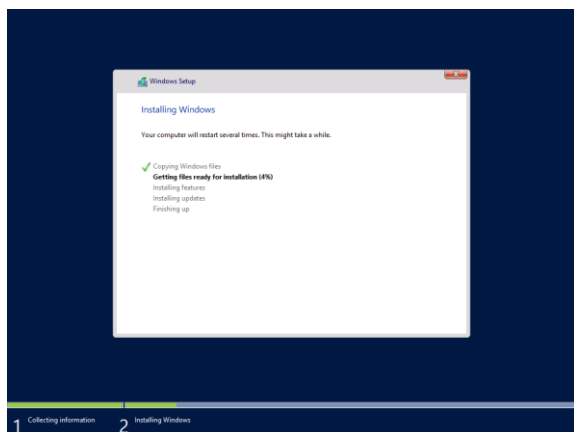 Windows Setup
Installing Windows
Your computer will restart several times. This might take a while.
Copying Windows files
Getting files ready for installation (4%)
Installing features
Installing updates
Finishing up
1 Collecting information
2 Installing Windows